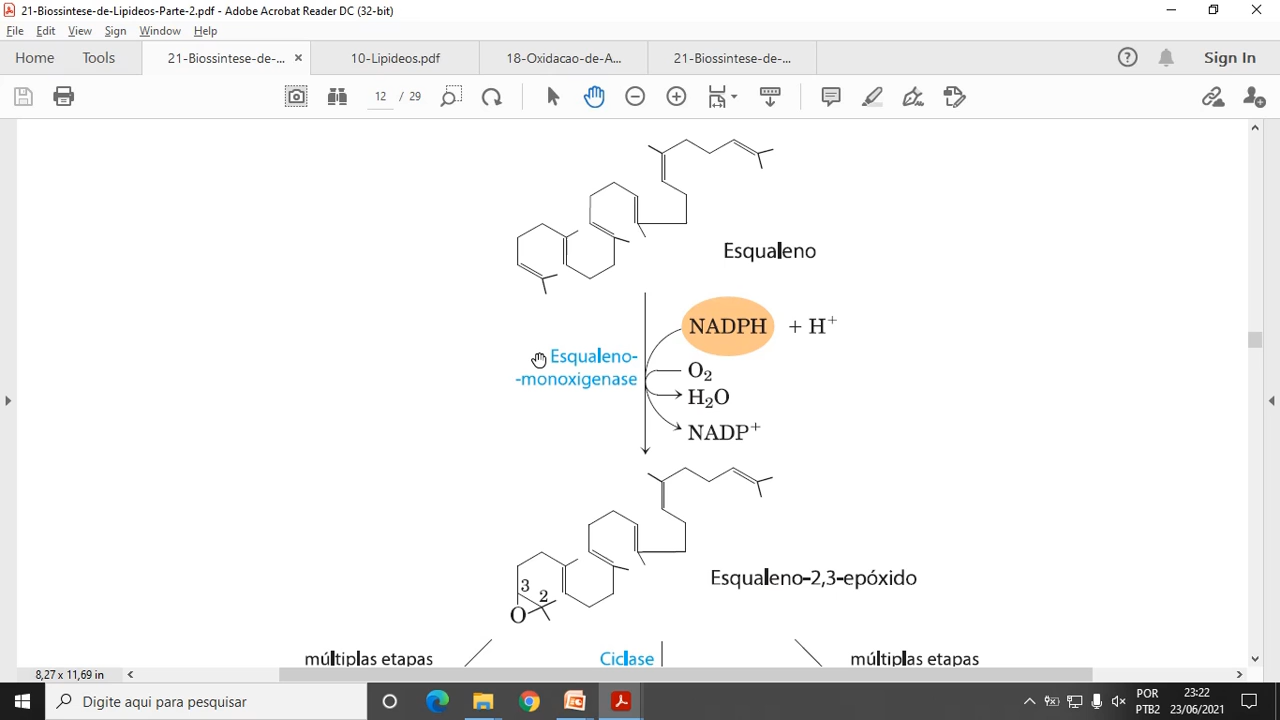 21-Biossintese-de-Lipideos-Parte-2.pdf - Adobe Acrobat Reader DC (32-bit)
File Edit View Sign Window Help
Home Tools 21-Biossintese-de-... × 10-Lipideos.pdf 18-Oxidacao-de-A... 21-Biossintese-de-... Sign In
12 / 29
Esqualeno
NADPH + H+
Esqualeno-
-monoxigenase
O2
H2O
NADP+
3
2
O
Esqualeno-2,3-epóxido
múltiplas etapas Ciclase múltiplas etapas
8,27 x 11,69 in
Digite aqui para pesquisar
POR
PTB2
23:22
23/06/2021